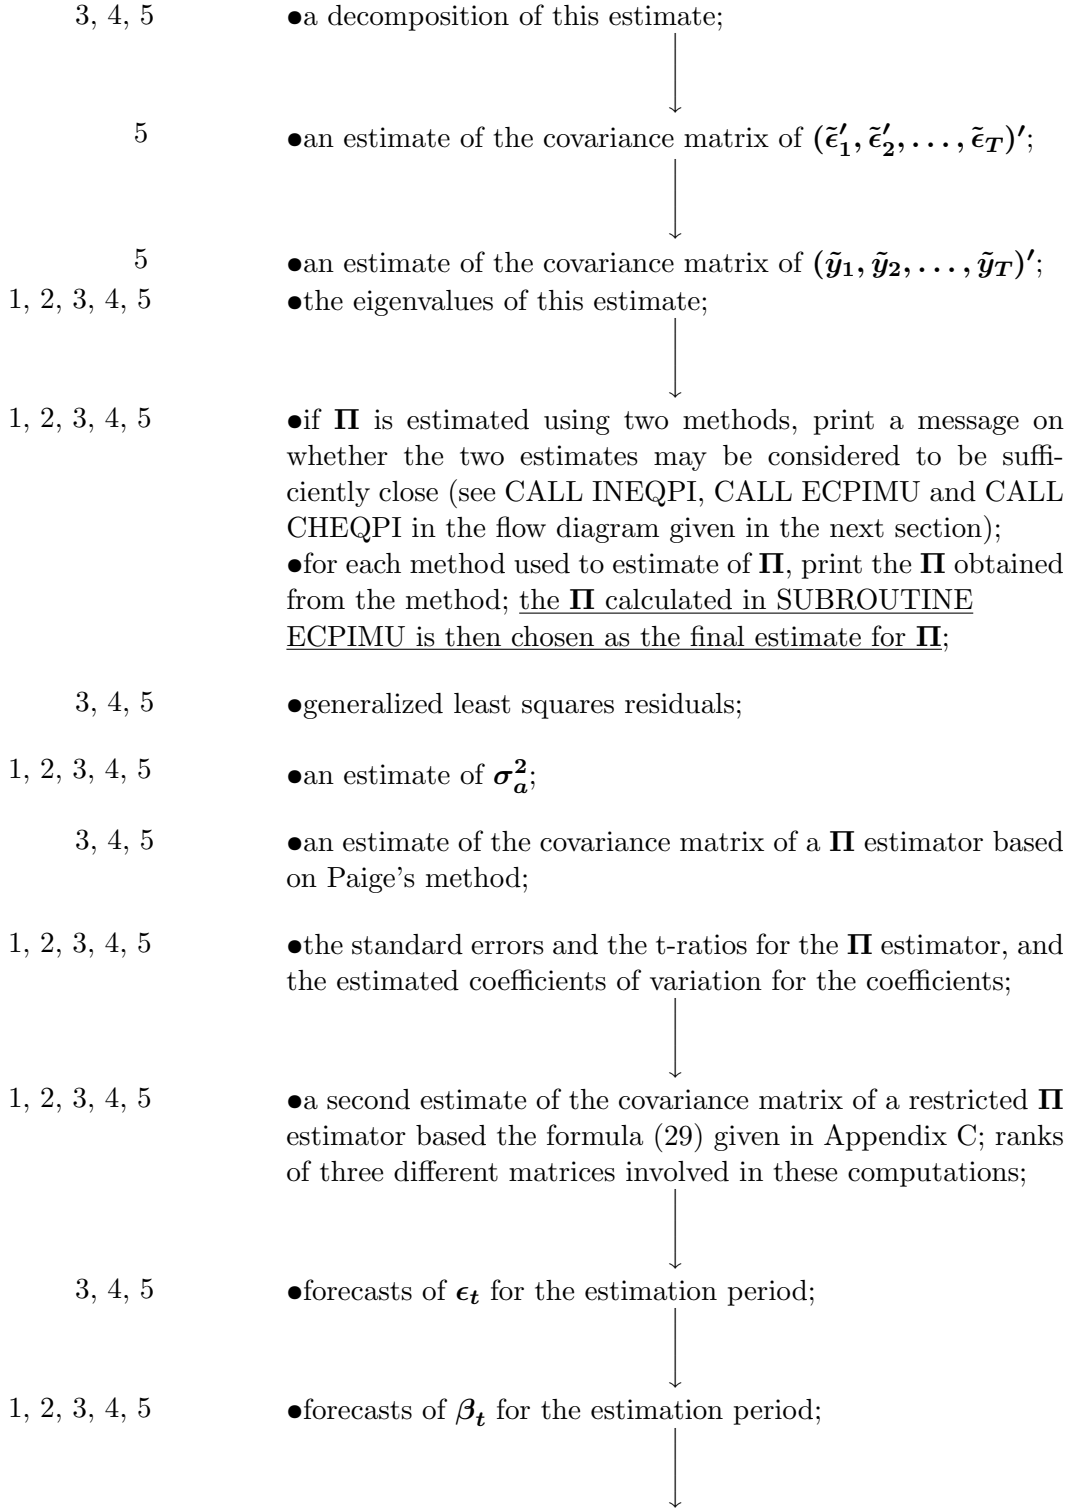 3, 4, 5 ●a decomposition of this estimate;
5 ●an estimate of the covariance matrix of (ϵ̃′₁, ϵ̃′₂, . . . , ϵ̃_T)′;
5 ●an estimate of the covariance matrix of (ỹ₁, ỹ₂, . . . , ỹ_T)′;
1, 2, 3, 4, 5 ●the eigenvalues of this estimate;
1, 2, 3, 4, 5 ●if Π is estimated using two methods, print a message on
whether the two estimates may be considered to be suffi-
ciently close (see CALL INEQPI, CALL ECPIMU and CALL
CHEQPI in the flow diagram given in the next section);
●for each method used to estimate of Π, print the Π obtained
from the method; the Π calculated in SUBROUTINE
ECPIMU is then chosen as the final estimate for Π;
3, 4, 5 ●generalized least squares residuals;
1, 2, 3, 4, 5 ●an estimate of σ²ₐ;
3, 4, 5 ●an estimate of the covariance matrix of a Π estimator based
on Paige's method;
1, 2, 3, 4, 5 ●the standard errors and the t-ratios for the Π estimator, and
the estimated coefficients of variation for the coefficients;
1, 2, 3, 4, 5 ●a second estimate of the covariance matrix of a restricted Π
estimator based the formula (29) given in Appendix C; ranks
of three different matrices involved in these computations;
3, 4, 5 ●forecasts of ϵₜ for the estimation period;
1, 2, 3, 4, 5 ●forecasts of βₜ for the estimation period;